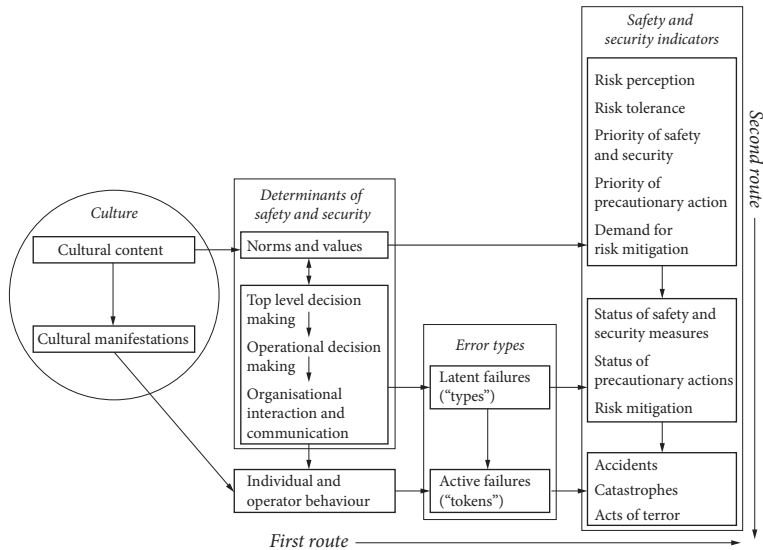 Safety and
security indicators
Risk perception
Risk tolerance
Priority of safety
and security
Priority of
precautionary action
Demand for
risk mitigation
Second route
Determinants of
safety and security
Culture
Cultural content
Norms and values
Cultural manifestations
Top level decision
making
Operational decision
making
Organisational
interaction and
communication
Error types
Latent failures
(“types”)
Status of safety and
security measures
Status of
precautionary actions
Risk mitigation
Individual and
operator behaviour
Active failures
(“tokens”)
Accidents
Catastrophes
Acts of terror
First route